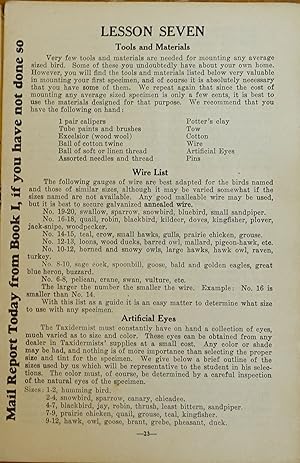 LESSON SEVEN
Tools and Materials
Very few tools and materials are needed for mounting any average
sized bird. Some of these you undoubtedly have about your own home.
However, you will find the tools and materials listed below very valuable
in mounting your first specimen, and of course it is absolutely necessary
that you have some of them. We repeat again that since the cost of
mounting any average sized specimen is only a few cents, it is best to
use the materials designed for that purpose. We recommend that you
have the following on hand:
1 pair calipers
Tube paints and brushes
Excelsior (wood wool)
Ball of cotton twine
Ball of soft or linen thread
Assorted needles and thread
Potter's clay
Tow
Cotton
Wire
Artificial Eyes
Pins
Wire List
The following gauges of wire are best adapted for the birds named
and those of similar sizes, although it may be varied somewhat if the
sizes named are not available. Any good malleable wire may be used,
but it is best to secure galvanized annealed wire.
No. 19-20, swallow, sparrow, snowbird, bluebird, small sandpiper.
No. 16-18, quail, robin, blackbird, kildeer, doves, kingfisher, plover,
jack-snipe, woodpecker.
No. 14-15, teal, crow, small hawks, gulls, prairie chicken, grouse.
No. 12-13, loons, wood ducks, barred owl, mallard, pigeon-hawk, etc.
No. 10-12, horned and snowy owls, large hawks, hawk owl, raven,
turkey.
No. 8-10, sage cock, spoonbill, goose, bald and golden eagles, great
blue heron, buzzard.
No. 6-8, pelican, crane, swan, vulture, etc.
The larger the number the smaller the wire. Example: No. 16 is
smaller than No. 14.
With this list as a guide it is an easy matter to determine what size
to use with any specimen.
Artificial Eyes
The Taxidermist must constantly have on hand a collection of eyes,
much varied as to size and color. These eyes can be obtained from any
dealer in Taxidermists' supplies at a small cost. Any color or shade
may be had, and nothing is of more importance than selecting the proper
size and tint for the specimen. We give below a brief outline of the
sizes used by us which will be representative to the student in his selec-
tions. The color must, of course, be determined by a careful inspection
of the natural eyes of the specimen.
Sizes: 1-2, humming bird.
2-4, snowbird, sparrow, canary, chicadee.
4-7, blackbird, jay, robin, thrush, least bittern, sandpiper.
7-9, prairie chicken, quail, grouse, teal, kingfisher.
9-12, hawk, owl, goose, brant, grebe, pheasant, duck.
—23—
Mail Report Today from Book I, if you have not done so